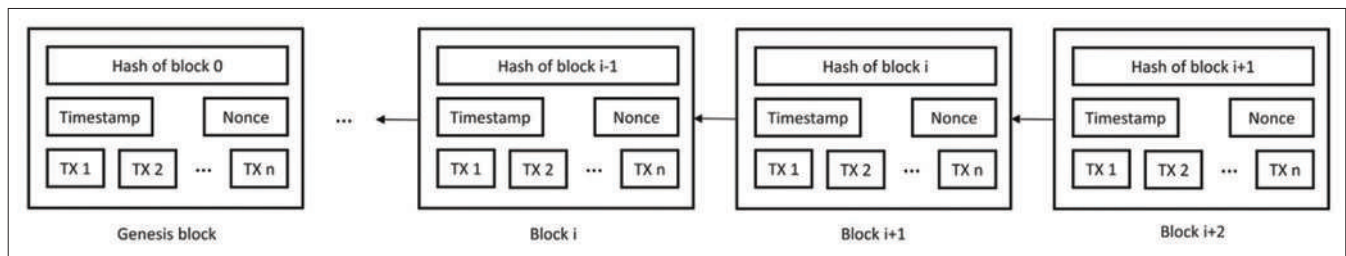 Hash of block 0
Timestamp
Nonce
TX 1
TX 2
...
TX n
Genesis block
...
Hash of block i-1
Timestamp
Nonce
TX 1
TX 2
...
TX n
Block i
Hash of block i
Timestamp
Nonce
TX 1
TX 2
...
TX n
Block i+1
Hash of block i+1
Timestamp
Nonce
TX 1
TX 2
...
TX n
Block i+2